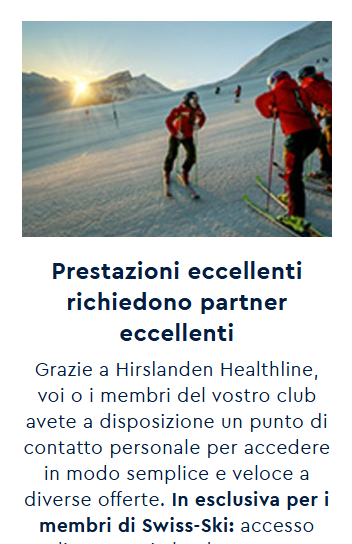 Prestazioni eccellenti
richiedono partner
eccellenti
Grazie a Hirslanden Healthline,
voi o i membri del vostro club
avete a disposizione un punto di
contatto personale per accedere
in modo semplice e veloce a
diverse offerte. In esclusiva per i
membri di Swiss-Ski: accesso